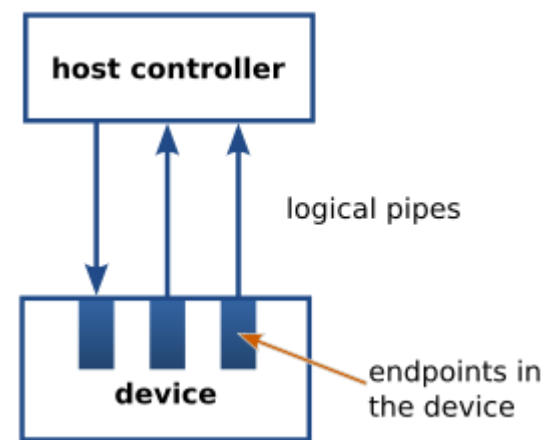 host controller
logical pipes
endpoints in
the device
device